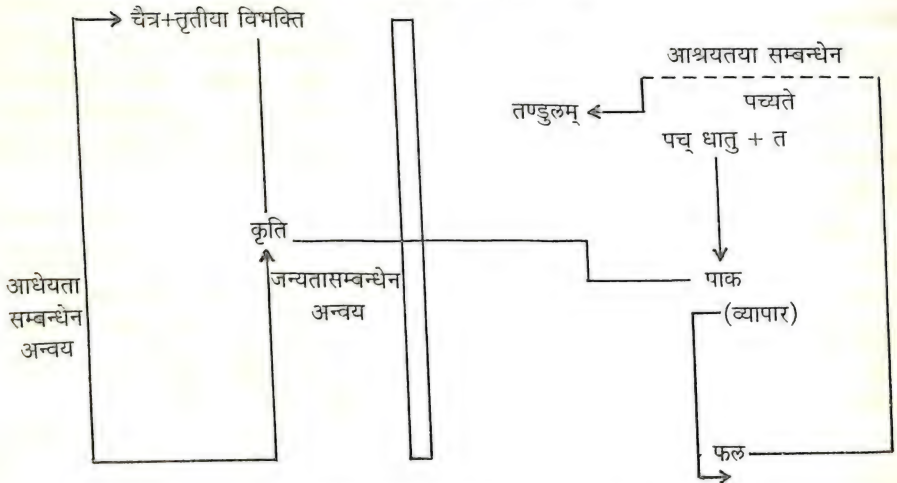 चैत्र+तृतीया विभक्ति
आश्रयतया सम्बन्धेन
तण्डुलम्
पच्यते
पच् धातु + त
कृति
आधेयता
सम्बन्धेन
अन्वय
जन्यतासम्बन्धेन
अन्वय
पाक
(व्यापार)
फल